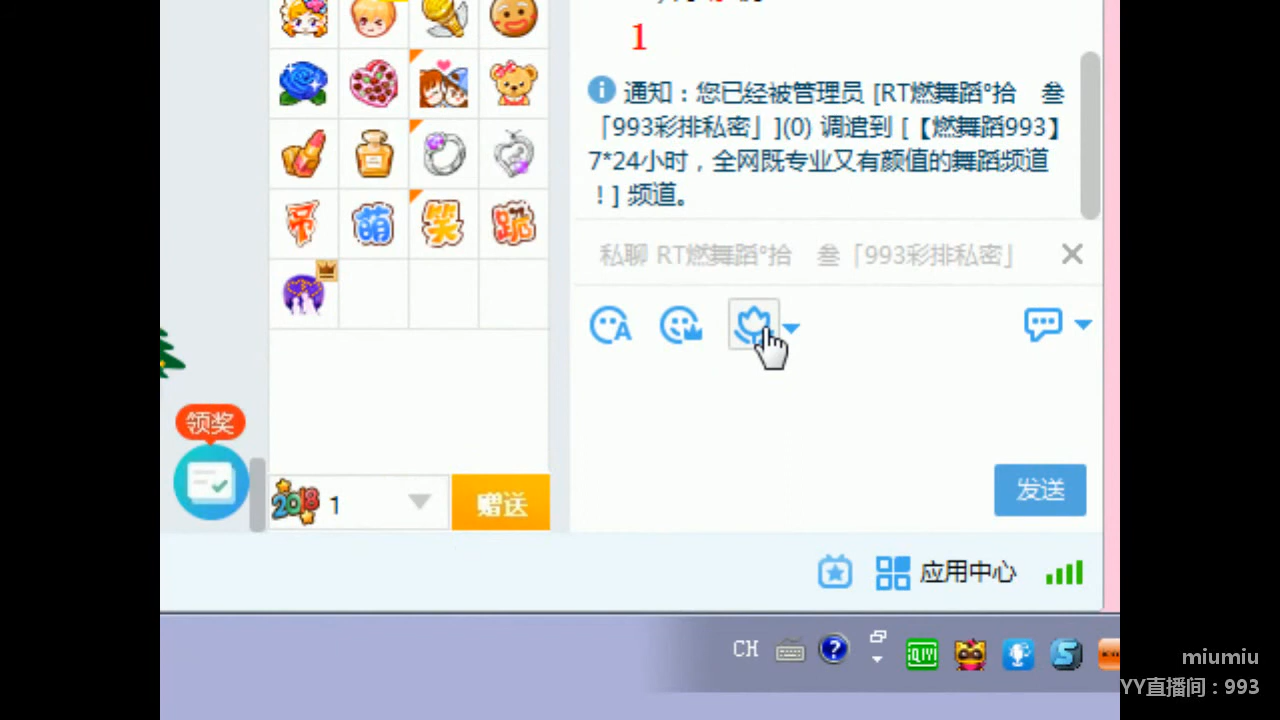 1
通知：您已经被管理员 [RT燃舞蹈°拾　叁
「993彩排私密」](0) 调遣到 [【燃舞蹈993】
7*24小时，全网既专业又有颜值的舞蹈频道
！] 频道。
吊 萌 笑 跪
私聊 RT燃舞蹈°拾　叁「993彩排私密」
领奖
2018 1
赠送
发送
应用中心
CH
iQIYI
miumiu
YY直播间：993